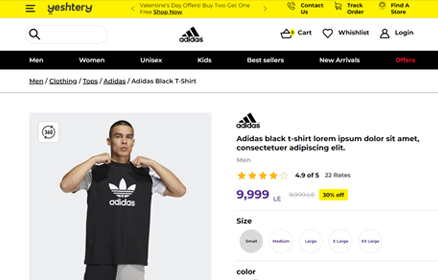 yeshtery
Valentine's Day Offers! Buy Two Get One
Free Shop Now
Contact Us
Track Order
Find A Store
adidas
Cart
Whishlist
Login
Men Women Unisex Kids Best sellers New Arrivals Offers
Men / Clothing / Tops / Adidas / Adidas Black T-Shirt
360
adidas
adidas
Adidas black t-shirt lorem ipsum dolor sit amet,
consectetuer adipiscing elit.
Men
4.9 of 5 22 Rates
9,999 LE 9,999 LE 30% off
Size
Small Medium Large X Large XX Large
color